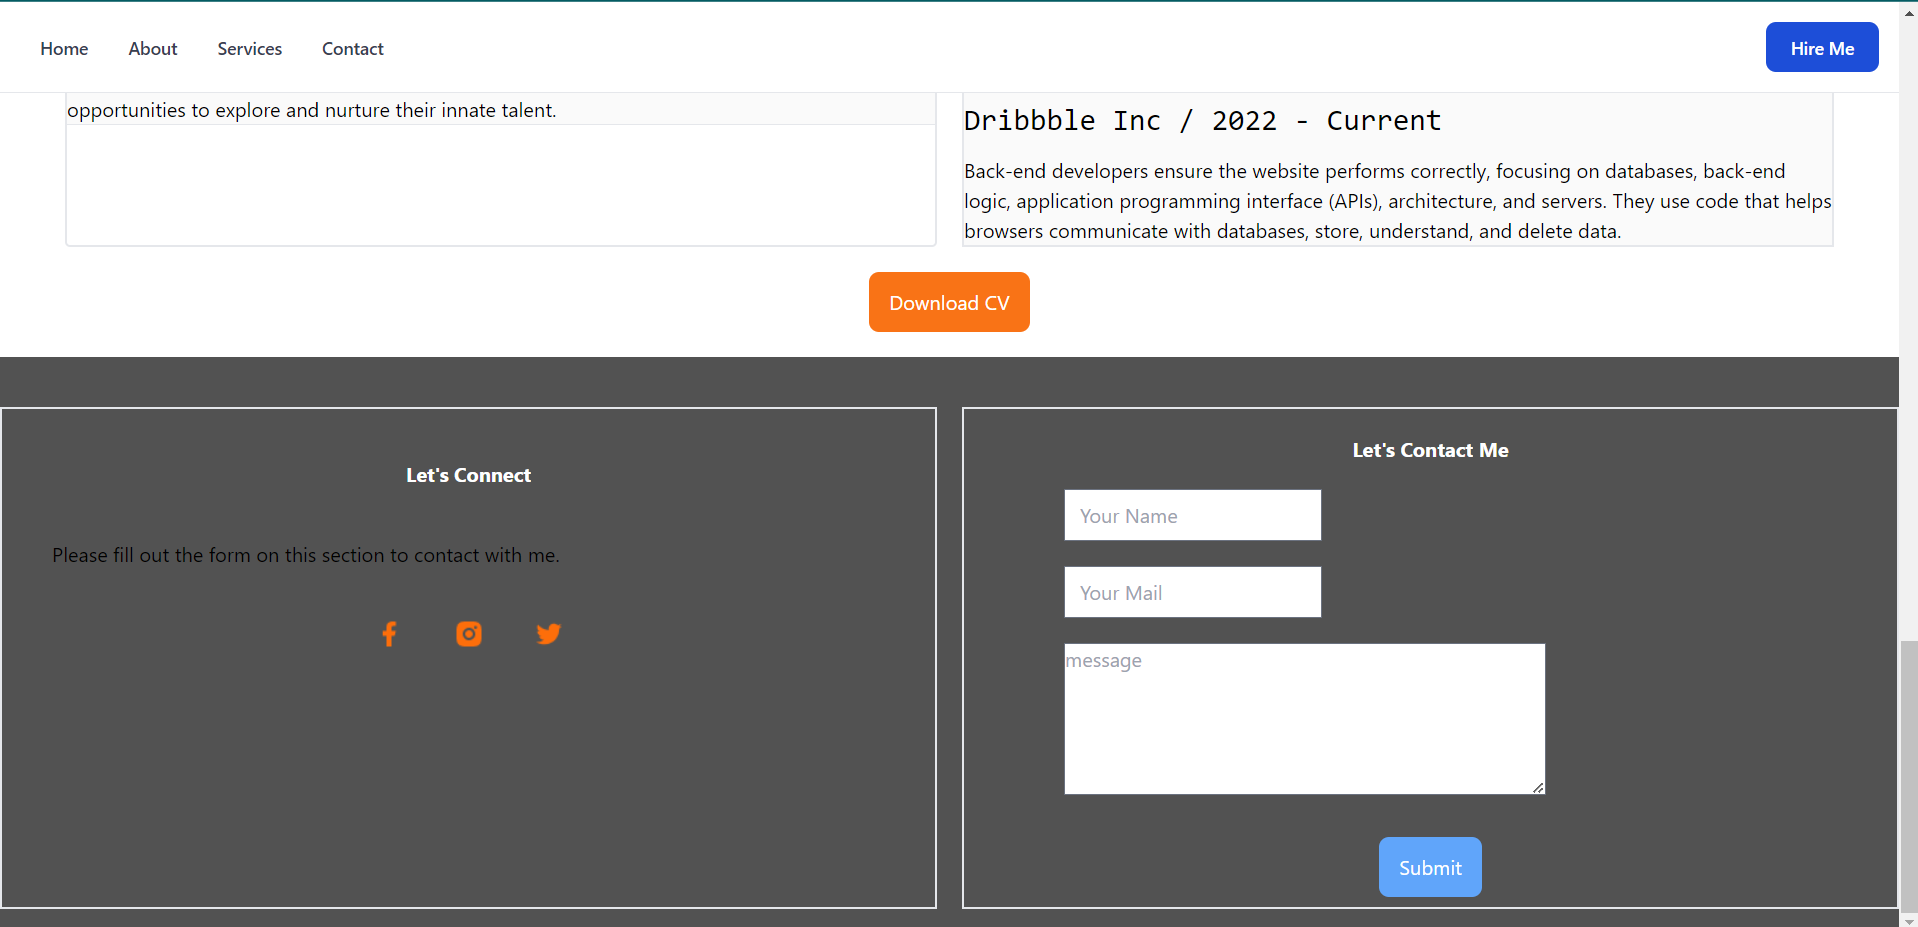 Home About Services Contact Hire Me
opportunities to explore and nurture their innate talent.
Dribbble Inc / 2022 - Current
Back-end developers ensure the website performs correctly, focusing on databases, back-end
logic, application programming interface (APIs), architecture, and servers. They use code that helps
browsers communicate with databases, store, understand, and delete data.
Download CV
Let's Connect
Please fill out the form on this section to contact with me.
Let's Contact Me
Your Name
Your Mail
message
Submit